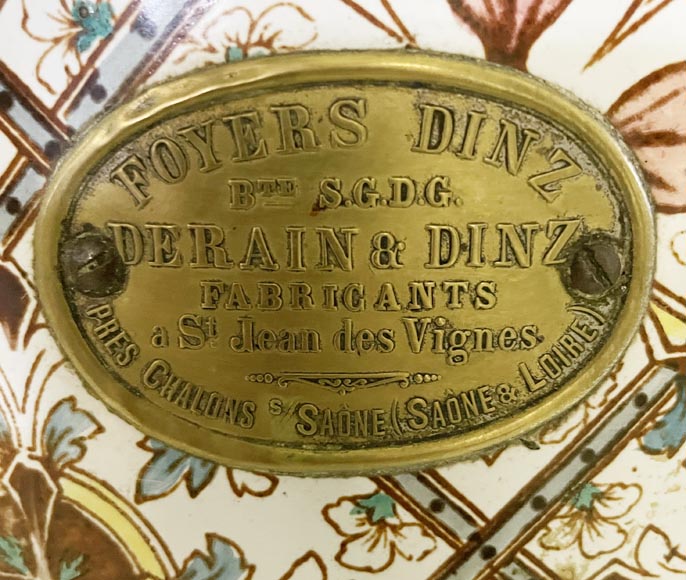 FOYERS DINZ
BTE S.G.D.G.
DERAIN & DINZ
FABRICANTS
a St Jean des Vignes.
(PRES CHALONS S/ SAONE (SAONE & LOIRE)